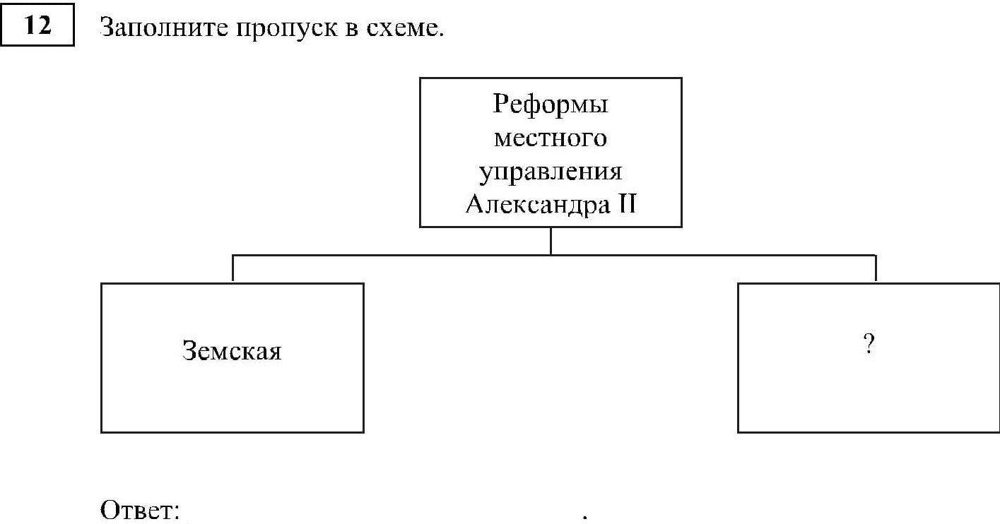 12
Заполните пропуск в схеме.
Реформы
местного
управления
Александра II
Земская
?
Ответ: .